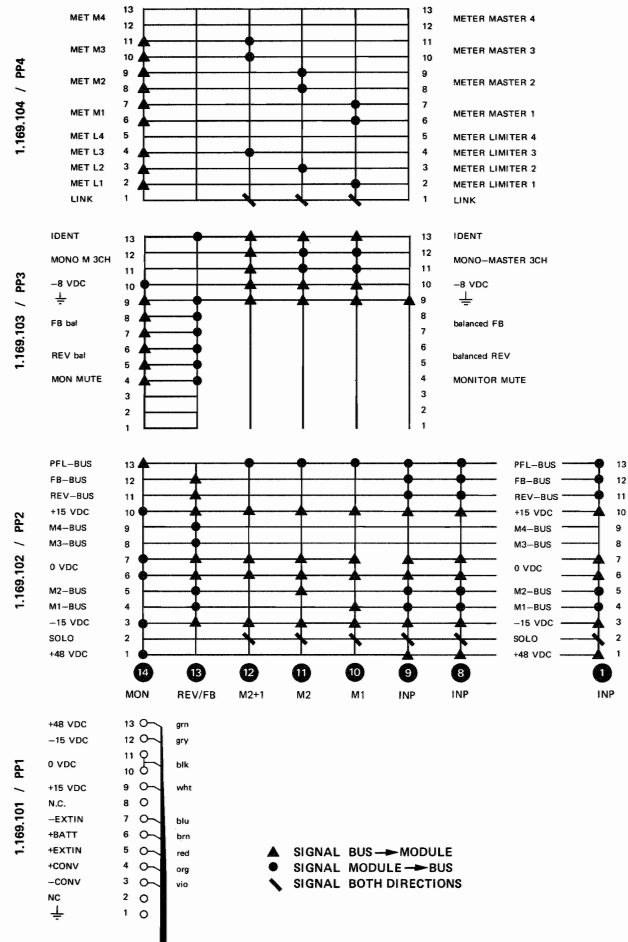 1.169.104 / PP4
13 13
MET M4 12 12 METER MASTER 4
11 11
MET M3 10 10 METER MASTER 3
9 9
MET M2 8 8 METER MASTER 2
7 7
MET M1 6 6 METER MASTER 1
MET L4 5 5 METER LIMITER 4
MET L3 4 4 METER LIMITER 3
MET L2 3 3 METER LIMITER 2
MET L1 2 2 METER LIMITER 1
LINK 1 1 LINK
1.169.103 / PP3
IDENT 13 13 IDENT
MONO M 3CH 12 12 MONO-MASTER 3CH
11 11
-8 VDC 10 10 -8 VDC
9 9
FB bal 8 8 balanced FB
7 7
REV bal 6 6 balanced REV
5 5
MON MUTE 4 4 MONITOR MUTE
3 3
2 2
1 1
1.169.102 / PP2
PFL-BUS 13 PFL-BUS 13
FB-BUS 12 FB-BUS 12
REV-BUS 11 REV-BUS 11
+15 VDC 10 +15 VDC 10
M4-BUS 9 M4-BUS 9
M3-BUS 8 M3-BUS 8
7 7
0 VDC 6 0 VDC 6
M2-BUS 5 M2-BUS 5
M1-BUS 4 M1-BUS 4
-15 VDC 3 -15 VDC 3
SOLO 2 SOLO 2
+48 VDC 1 +48 VDC 1
14 13 12 11 10 9 8 1
MON REV/FB M2+1 M2 M1 INP INP INP
1.169.101 / PP1
+48 VDC 13 grn
-15 VDC 12 gry
11
0 VDC 10 blk
+15 VDC 9 wht
N.C. 8
-EXTIN 7 blu
+BATT 6 brn
+EXTIN 5 red
+CONV 4 org
-CONV 3 vio
NC 2
1
▲ SIGNAL BUS → MODULE
● SIGNAL MODULE → BUS
SIGNAL BOTH DIRECTIONS